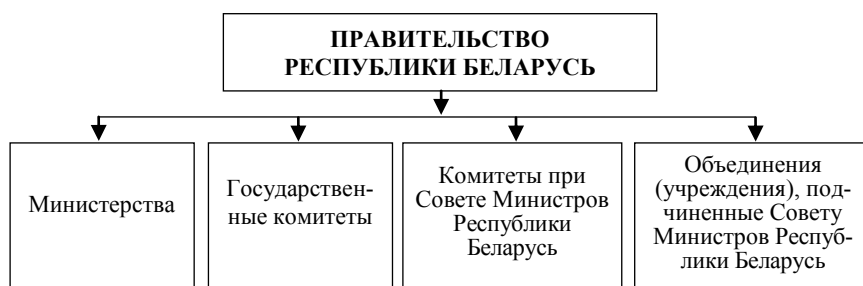 ПРАВИТЕЛЬСТВО
РЕСПУБЛИКИ БЕЛАРУСЬ
Министерства
Государствен-
ные комитеты
Комитеты при
Совете Министров
Республики
Беларусь
Объединения
(учреждения), под-
чиненные Совету
Министров Респуб-
лики Беларусь